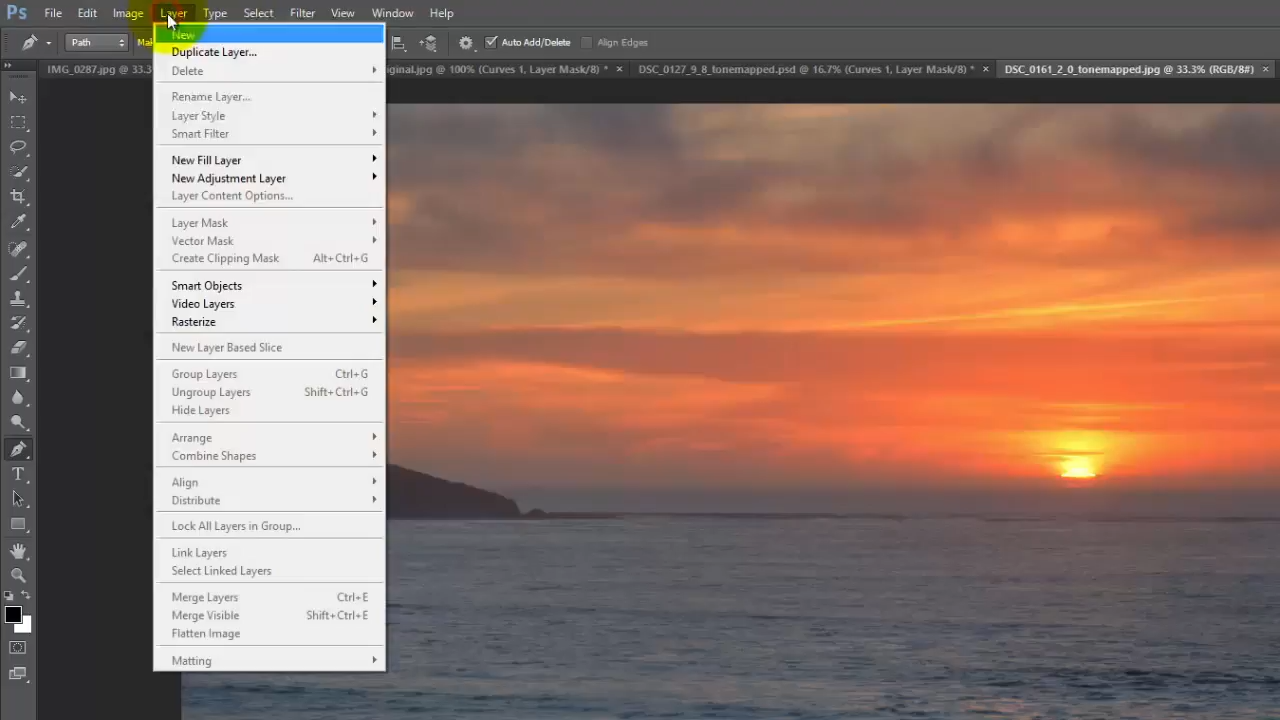 Ps File Edit Image Layer Type Select Filter View Window Help
Path Auto Add/Delete Align Edges
IMG_0287.jpg @ 33.3 ginal.jpg @ 100% (Curves 1, Layer Mask/8) * × DSC_0127_9_8_tonemapped.psd @ 16.7% (Curves 1, Layer Mask/8) * × DSC_0161_2_0_tonemapped.jpg @ 33.3% (RGB/8#) ×
New
Duplicate Layer...
Delete
Rename Layer...
Layer Style
Smart Filter
New Fill Layer
New Adjustment Layer
Layer Content Options...
Layer Mask
Vector Mask
Create Clipping Mask Alt+Ctrl+G
Smart Objects
Video Layers
Rasterize
New Layer Based Slice
Group Layers Ctrl+G
Ungroup Layers Shift+Ctrl+G
Hide Layers
Arrange
Combine Shapes
Align
Distribute
Lock All Layers in Group...
Link Layers
Select Linked Layers
Merge Layers Ctrl+E
Merge Visible Shift+Ctrl+E
Flatten Image
Matting